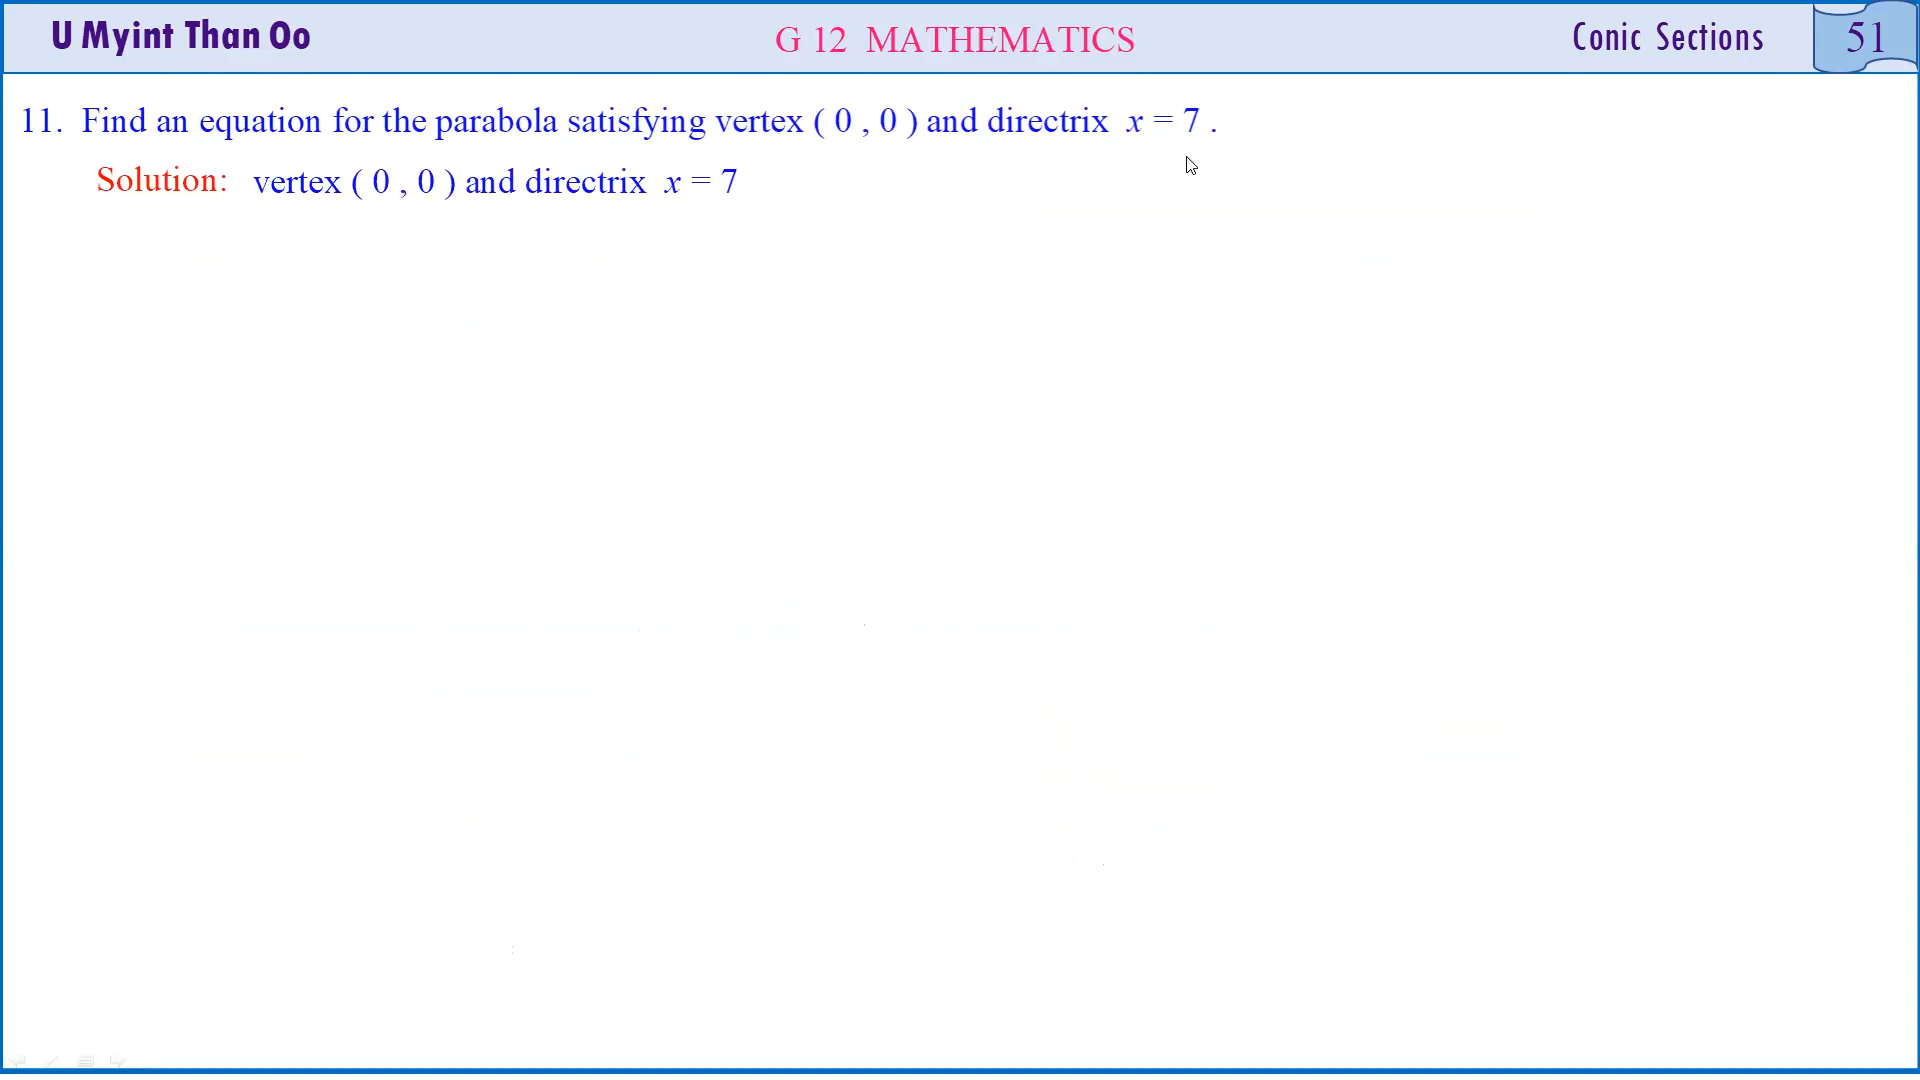 U Myint Than Oo
G 12 MATHEMATICS
Conic Sections
51
11. Find an equation for the parabola satisfying vertex ( 0 , 0 ) and directrix x = 7 .
Solution: vertex ( 0 , 0 ) and directrix x = 7